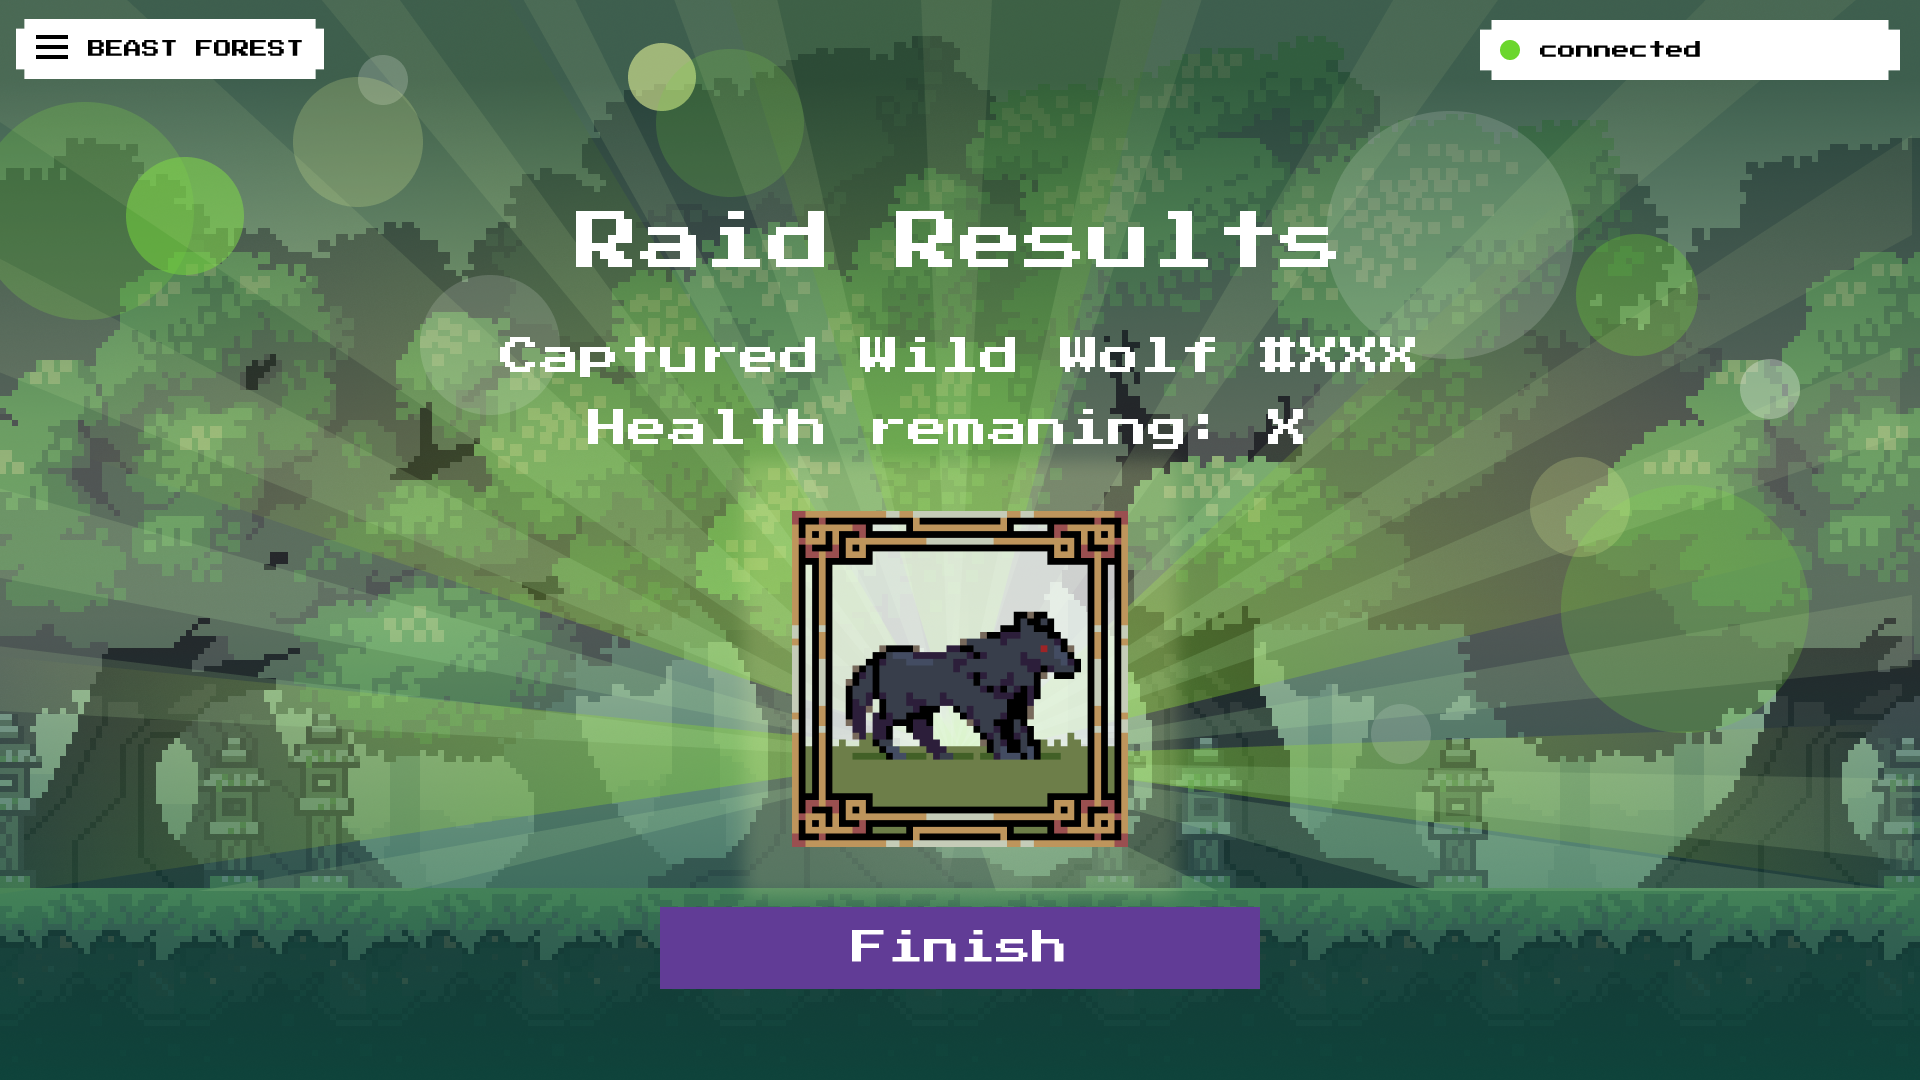 BEAST FOREST
connected
Raid Results
Captured Wild Wolf #XXX
Health remaning: X
Finish